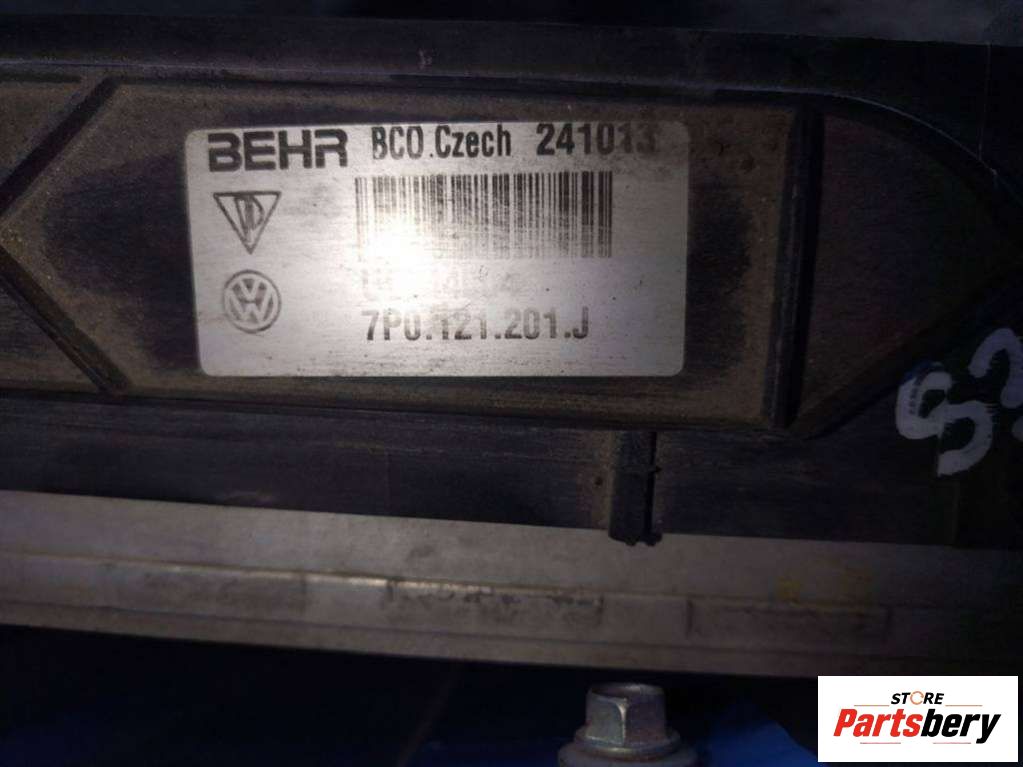 BEHR BCO.Czech 241013
7P0.121.201.J
STORE
Partsbery